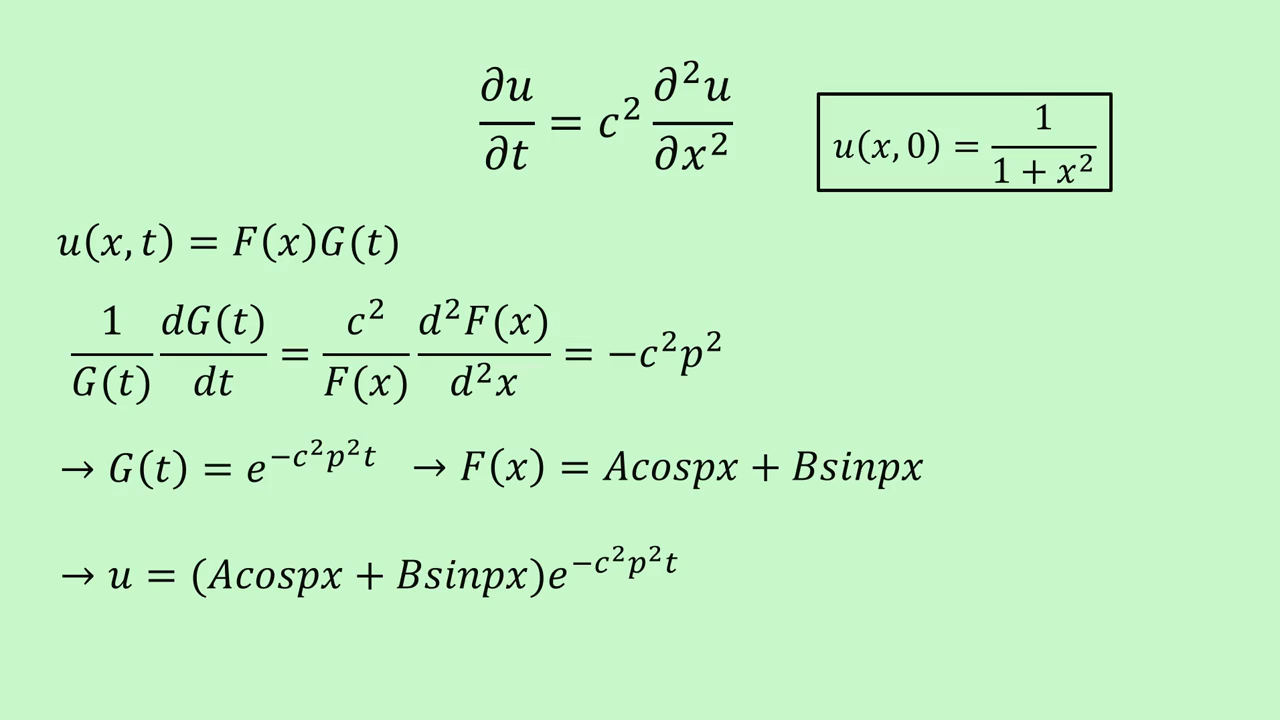 ∂u/∂t = c² ∂²u/∂x²
u(x,0) = 1/(1 + x²)
u(x,t) = F(x)G(t)
1/G(t) dG(t)/dt = c²/F(x) d²F(x)/d²x = −c²p²
→ G(t) = e^(−c²p²t) → F(x) = Acospx + Bsinpx
→ u = (Acospx + Bsinpx)e^(−c²p²t)